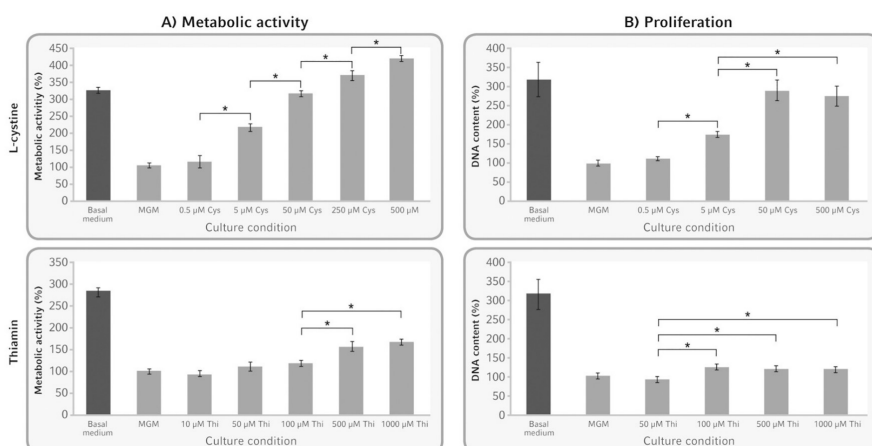 A) Metabolic activity
B) Proliferation
L-cystine
Metabolic activitiy (%)
450
400
350
300
250
200
150
100
50
0
* * * *
Basal medium MGM 0.5 µM Cys 5 µM Cys 50 µM Cys 250 µM Cys 500 µM
Culture condition
DNA content (%)
400
350
300
250
200
150
100
50
0
* * *
Basal medium MGM 0.5 µM Cys 5 µM Cys 50 µM Cys 500 µM Cys
Culture condition
Thiamin
Metabolic activitiy (%)
350
300
250
200
150
100
50
0
* *
Basal medium MGM 10 µM Thi 50 µM Thi 100 µM Thi 500 µM Thi 1000 µM Thi
Culture condition
DNA content (%)
400
350
300
250
200
150
100
50
0
* * *
Basal medium MGM 50 µM Thi 100 µM Thi 500 µM Thi 1000 µM Thi
Culture condition